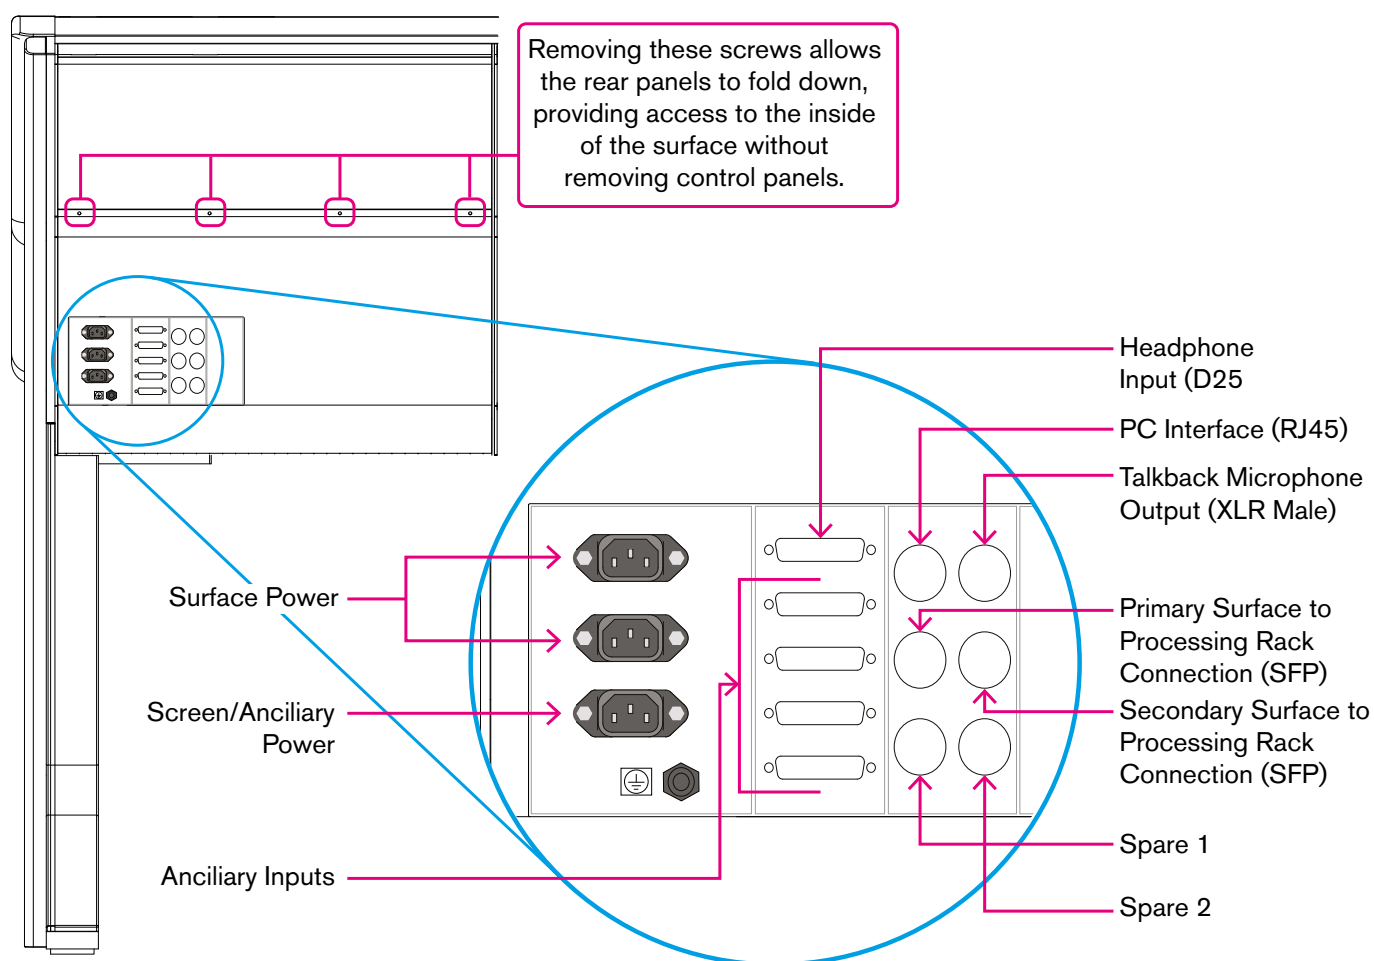 Removing these screws allows
the rear panels to fold down,
providing access to the inside
of the surface without
removing control panels.
Headphone
Input (D25
PC Interface (RJ45)
Talkback Microphone
Output (XLR Male)
Surface Power
Primary Surface to
Processing Rack
Connection (SFP)
Screen/Anciliary
Power
Secondary Surface to
Processing Rack
Connection (SFP)
Spare 1
Anciliary Inputs
Spare 2